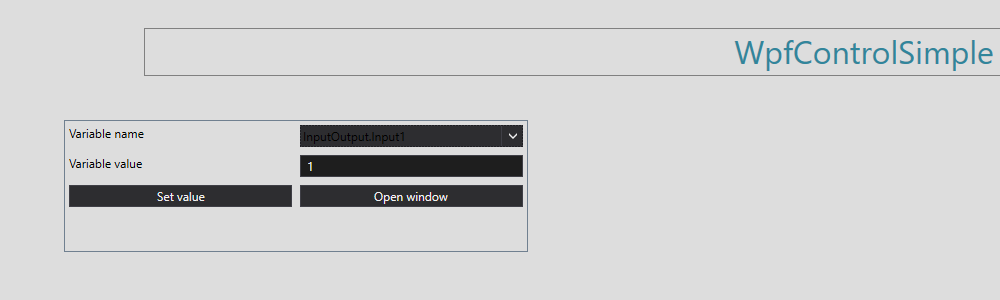 WpfControlSimple
Variable name
InputOutput.Input1
Variable value
1
Set value
Open window